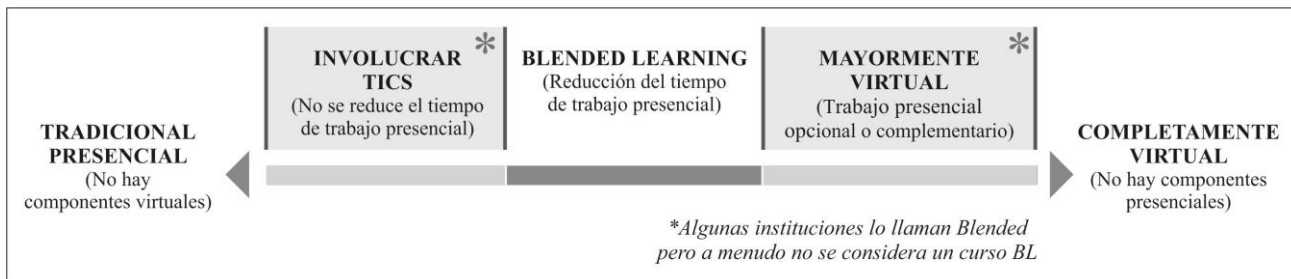 TRADICIONAL
PRESENCIAL
(No hay
componentes virtuales)
*
INVOLUCRAR
TICS
(No se reduce el tiempo
de trabajo presencial)
BLENDED LEARNING
(Reducción del tiempo
de trabajo presencial)
*
MAYORMENTE
VIRTUAL
(Trabajo presencial
opcional o complementario)
COMPLETAMENTE
VIRTUAL
(No hay componentes
presenciales)
*Algunas instituciones lo llaman Blended
pero a menudo no se considera un curso BL